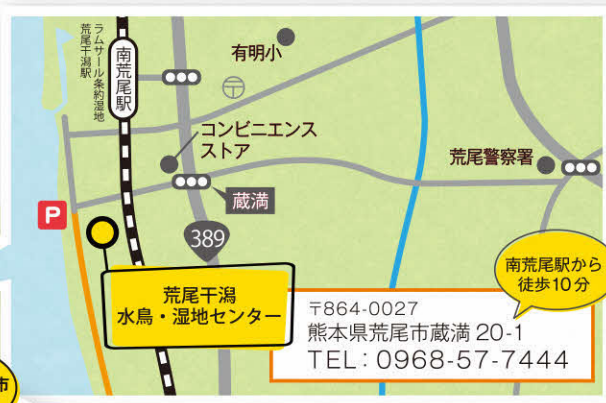 ラムサール条約湿地
荒尾干潟駅
南荒尾駅
有明小
〒
コンビニエンス
ストア
荒尾警察署
蔵満
P
389
荒尾干潟
水鳥・湿地センター
南荒尾駅から
徒歩10分
〒864-0027
熊本県荒尾市蔵満 20-1
TEL：0968-57-7444
市